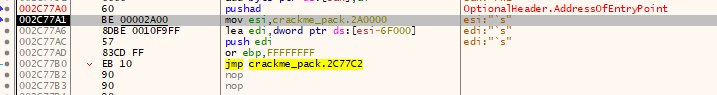 002C77A0 60 pushad OptionalHeader.AddressOfEntryPoint
002C77A1 BE 00002A00 mov esi,crackme_pack.2A0000 esi:"`s"
002C77A6 8DBE 0010F9FF lea edi,dword ptr ds:[esi-6F000] edi:"`s"
002C77AC 57 push edi edi:"`s"
002C77AD 83CD FF or ebp,FFFFFFFF
002C77B0 EB 10 jmp crackme_pack.2C77C2
002C77B2 90 nop
002C77B3 90 nop